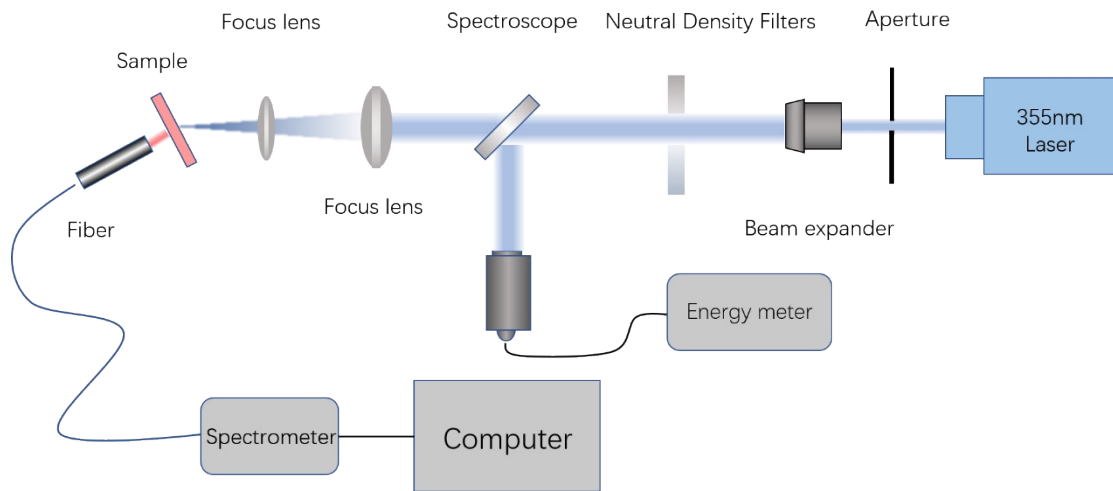 Focus lens
Spectroscope
Neutral Density Filters
Aperture
Sample
355nm
Laser
Focus lens
Fiber
Beam expander
Energy meter
Spectrometer
Computer